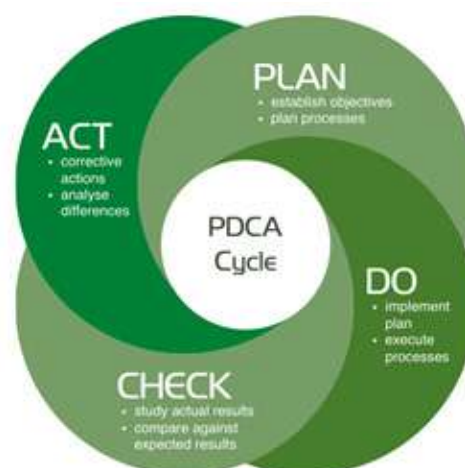 PLAN
• establish objectives
• plan processes
DO
• implement
plan
• execute
processes
CHECK
• study actual results
• compare against
expected results
ACT
• corrective
actions
• analyse
differences
PDCA
Cycle